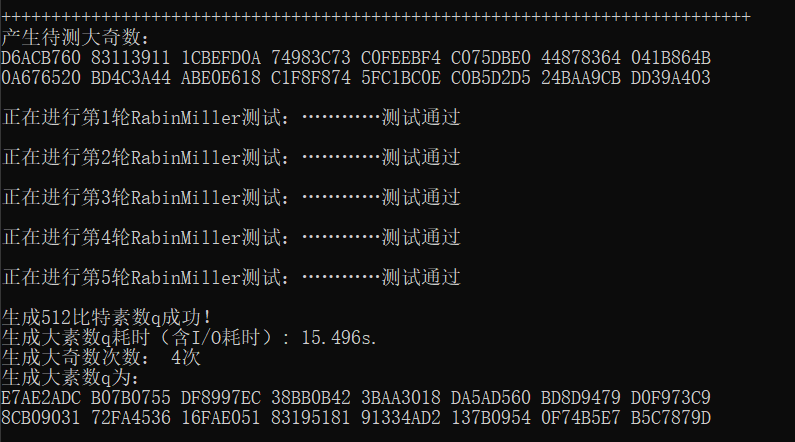 +++++++++++++++++++++++++++++++++++++++++++++++++++++++++++++++++++++++++++
产生待测大奇数:
D6ACB760 83113911 1CBEFD0A 74983C73 C0FEEBF4 C075DBE0 44878364 041B864B
0A676520 BD4C3A44 ABE0E618 C1F8F874 5FC1BC0E C0B5D2D5 24BAA9CB DD39A403
正在进行第1轮RabinMiller测试: …………测试通过
正在进行第2轮RabinMiller测试: …………测试通过
正在进行第3轮RabinMiller测试: …………测试通过
正在进行第4轮RabinMiller测试: …………测试通过
正在进行第5轮RabinMiller测试: …………测试通过
生成512比特素数q成功!
生成大素数q耗时（含I/O耗时）: 15.496s.
生成大奇数次数: 4次
生成大素数q为:
E7AE2ADC B07B0755 DF8997EC 38BB0B42 3BAA3018 DA5AD560 BD8D9479 D0F973C9
8CB09031 72FA4536 16FAE051 83195181 91334AD2 137B0954 0F74B5E7 B5C7879D